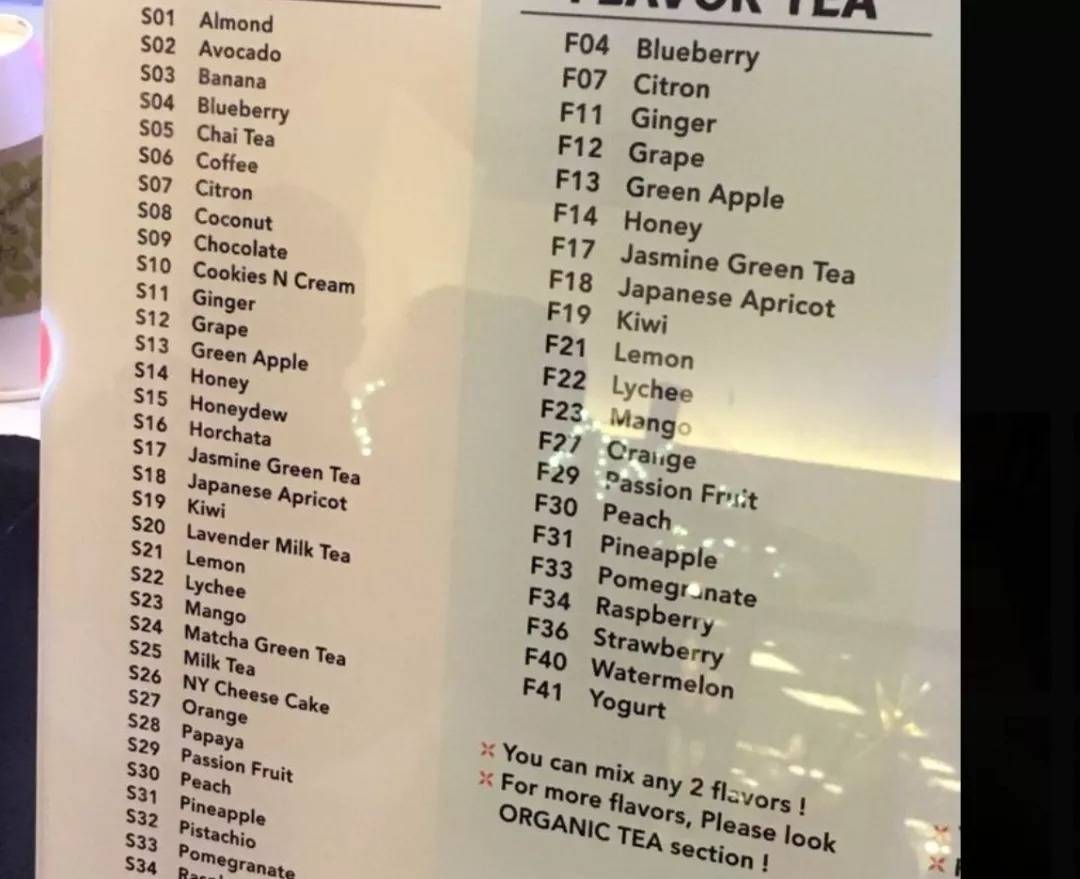 S01 Almond
S02 Avocado
S03 Banana
S04 Blueberry
S05 Chai Tea
S06 Coffee
S07 Citron
S08 Coconut
S09 Chocolate
S10 Cookies N Cream
S11 Ginger
S12 Grape
S13 Green Apple
S14 Honey
S15 Honeydew
S16 Horchata
S17 Jasmine Green Tea
S18 Japanese Apricot
S19 Kiwi
S20 Lavender Milk Tea
S21 Lemon
S22 Lychee
S23 Mango
S24 Matcha Green Tea
S25 Milk Tea
S26 NY Cheese Cake
S27 Orange
S28 Papaya
S29 Passion Fruit
S30 Peach
S31 Pineapple
S32 Pistachio
S33 Pomegranate
S34
FLAVOR TEA
F04 Blueberry
F07 Citron
F11 Ginger
F12 Grape
F13 Green Apple
F14 Honey
F17 Jasmine Green Tea
F18 Japanese Apricot
F19 Kiwi
F21 Lemon
F22 Lychee
F23 Mango
F27 Orange
F29 Passion Fruit
F30 Peach
F31 Pineapple
F33 Pomegranate
F34 Raspberry
F36 Strawberry
F40 Watermelon
F41 Yogurt
You can mix any 2 flavors !
For more flavors, Please look
ORGANIC TEA section !